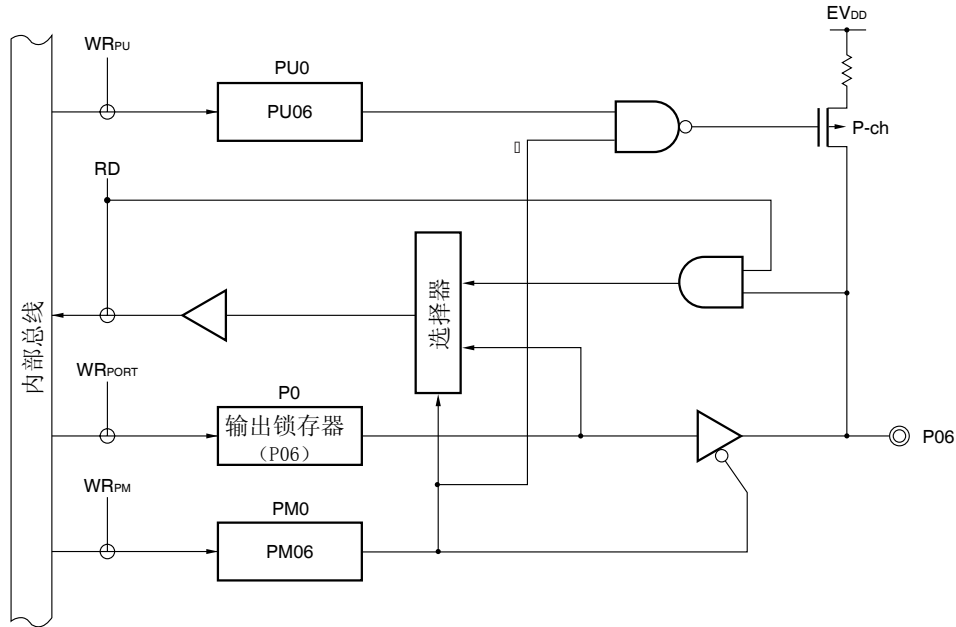 EVDD
WRPU
PU0
PU06
P-ch
RD
选择器
内部总线
WRPORT
P0
输出锁存器
（P06）
P06
WRPM
PM0
PM06